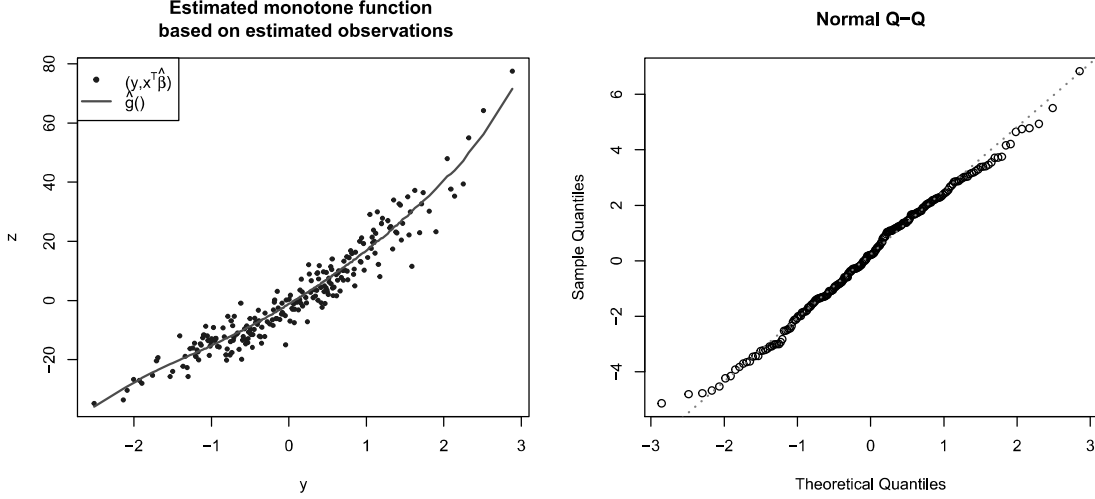 Estimated monotone function
based on estimated observations
(y,xᵀβ̂)
ĝ()
80
60
40
20
0
−20
z
−2
−1
0
1
2
3
y
Normal Q−Q
6
4
2
0
−2
−4
Sample Quantiles
−3
−2
−1
0
1
2
3
Theoretical Quantiles